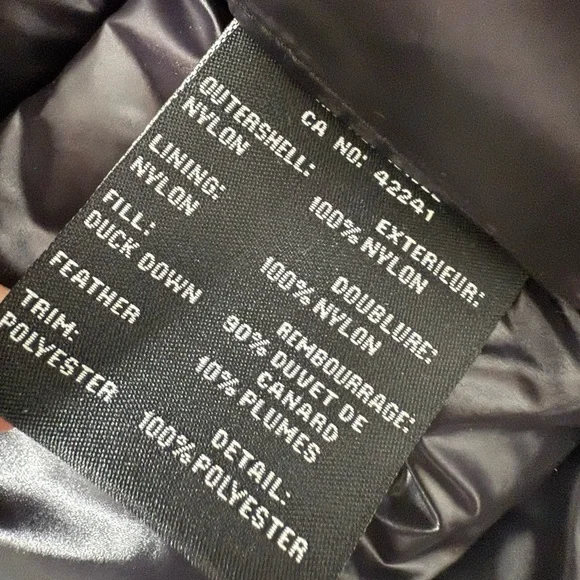 CA NO: 42241
OUTERSHELL: EXTERIEUR:
NYLON 100% NYLON
LINING: DOUBLURE:
NYLON 100% NYLON
FILL: REMBOURRAGE:
DUCK DOWN 90% DUVET DE
CANARD
FEATHER 10% PLUMES
TRIM: DETAIL:
POLYESTER 100% POLYESTER